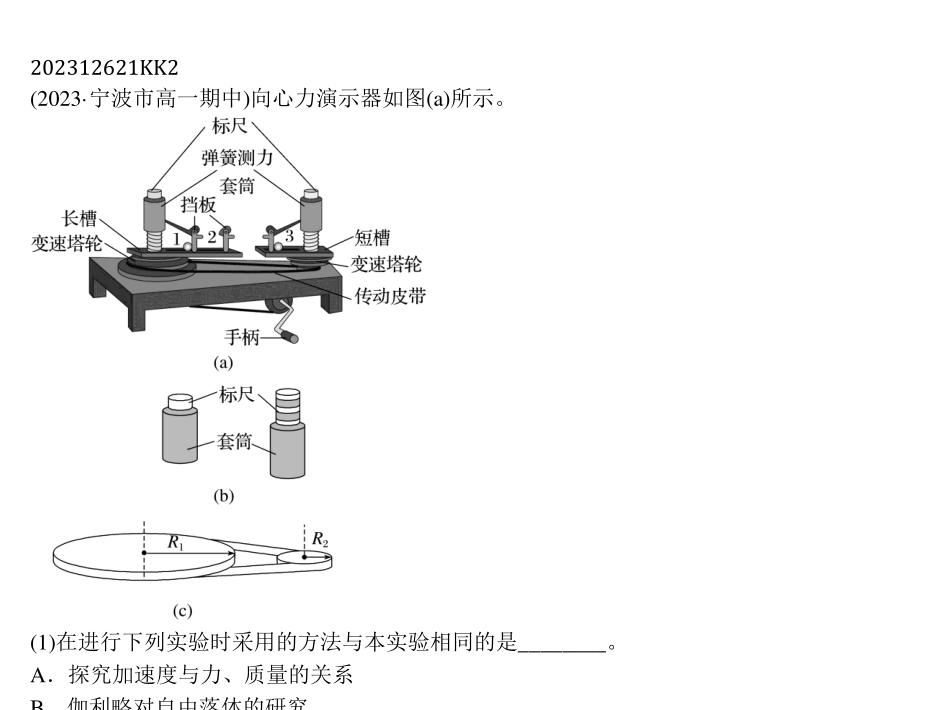 202312621KK2
(2023·宁波市高一期中)向心力演示器如图(a)所示。
标尺
弹簧测力
套筒
挡板
长槽
1
2
3
短槽
变速塔轮
变速塔轮
传动皮带
手柄
(a)
标尺
套筒
(b)
R₁
R₂
(c)
(1)在进行下列实验时采用的方法与本实验相同的是________。
A．探究加速度与力、质量的关系
B．伽利略对自由落体的研究